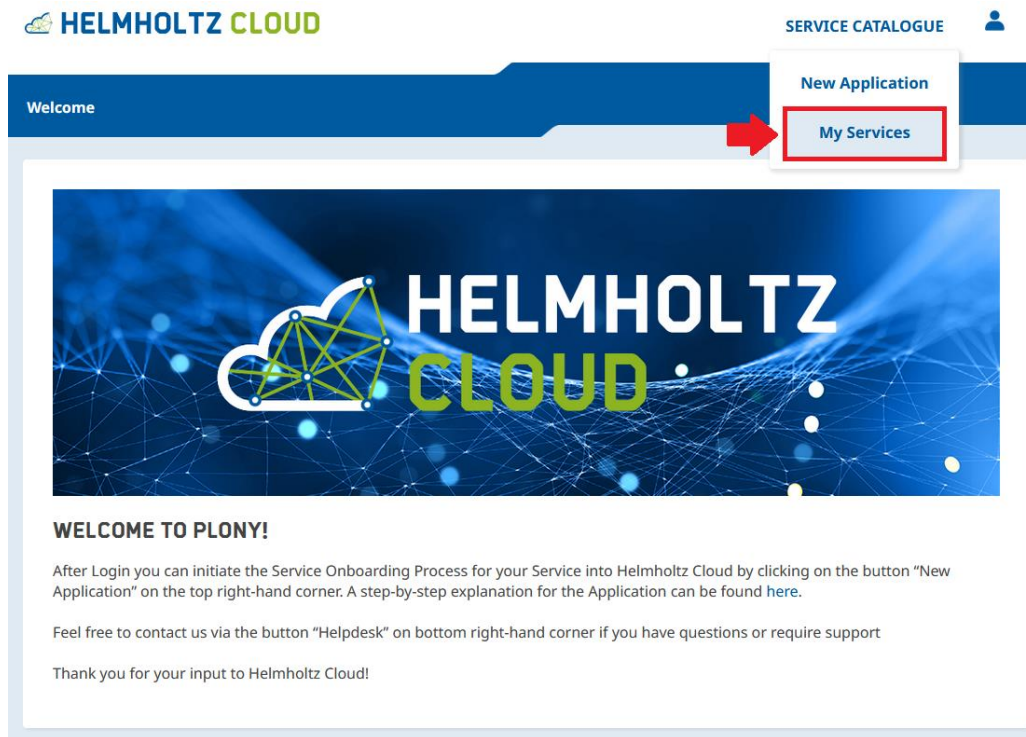 HELMHOLTZ CLOUD
SERVICE CATALOGUE
New Application
My Services
Welcome
HELMHOLTZ
CLOUD
WELCOME TO PLONY!
After Login you can initiate the Service Onboarding Process for your Service into Helmholtz Cloud by clicking on the button “New
Application” on the top right-hand corner. A step-by-step explanation for the Application can be found here.
Feel free to contact us via the button “Helpdesk” on bottom right-hand corner if you have questions or require support
Thank you for your input to Helmholtz Cloud!